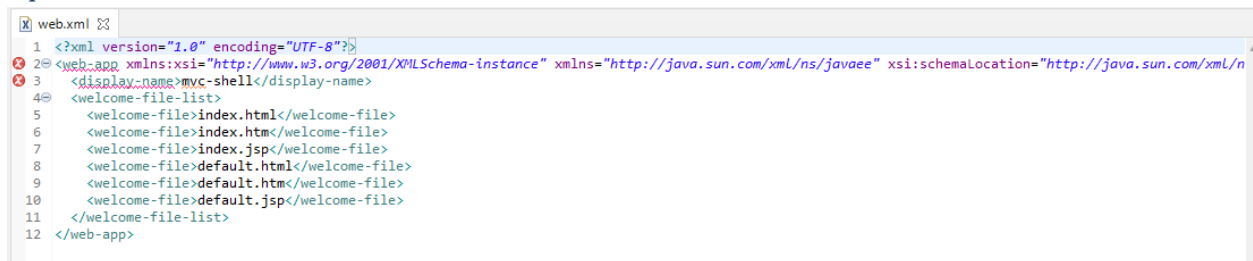 web.xml
1 <?xml version="1.0" encoding="UTF-8"?>
2 <web-app xmlns:xsi="http://www.w3.org/2001/XMLSchema-instance" xmlns="http://java.sun.com/xml/ns/javaee" xsi:schemaLocation="http://java.sun.com/xml/n
3 <display-name>mvc-shell</display-name>
4 <welcome-file-list>
5 <welcome-file>index.html</welcome-file>
6 <welcome-file>index.htm</welcome-file>
7 <welcome-file>index.jsp</welcome-file>
8 <welcome-file>default.html</welcome-file>
9 <welcome-file>default.htm</welcome-file>
10 <welcome-file>default.jsp</welcome-file>
11 </welcome-file-list>
12 </web-app>